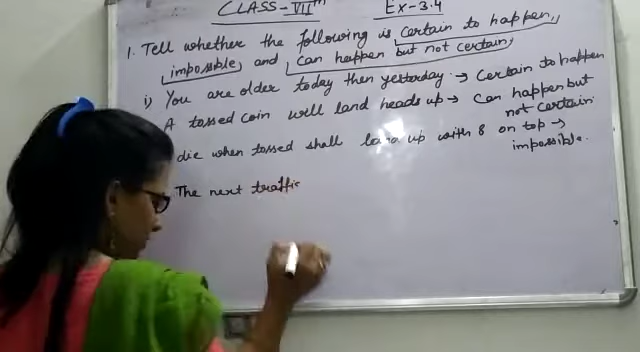 CLASS-VIIth Ex-3.4
1. Tell whether the following is certain to happen,
impossible, and can happen but not certain,
i) You are older today then yesterday → Certain to happen
A tossed coin will land heads up → can happen but
not certain.
die when tossed shall land up with 8 on top →
impossible.
The next traffic